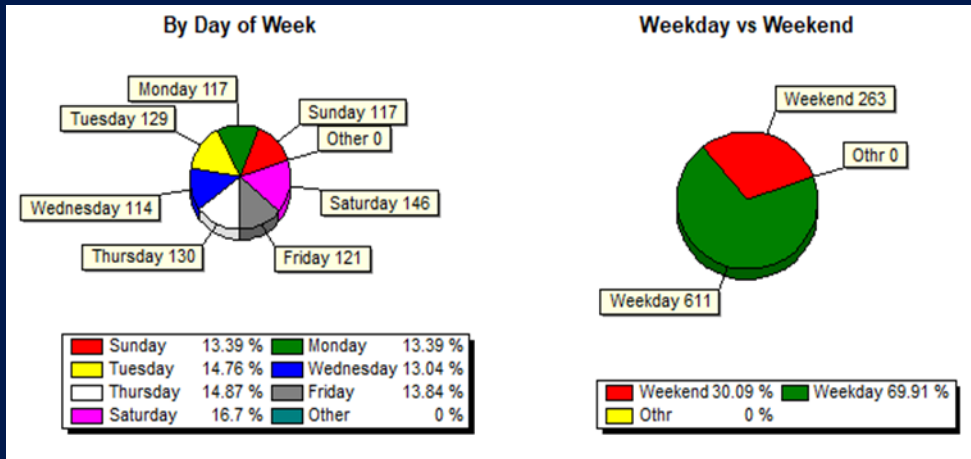 By Day of Week
Monday 117
Sunday 117
Tuesday 129
Other 0
Wednesday 114
Saturday 146
Thursday 130
Friday 121
Sunday 13.39 % Monday 13.39 %
Tuesday 14.76 % Wednesday 13.04 %
Thursday 14.87 % Friday 13.84 %
Saturday 16.7 % Other 0 %
Weekday vs Weekend
Weekend 263
Othr 0
Weekday 611
Weekend 30.09 % Weekday 69.91 %
Othr 0 %